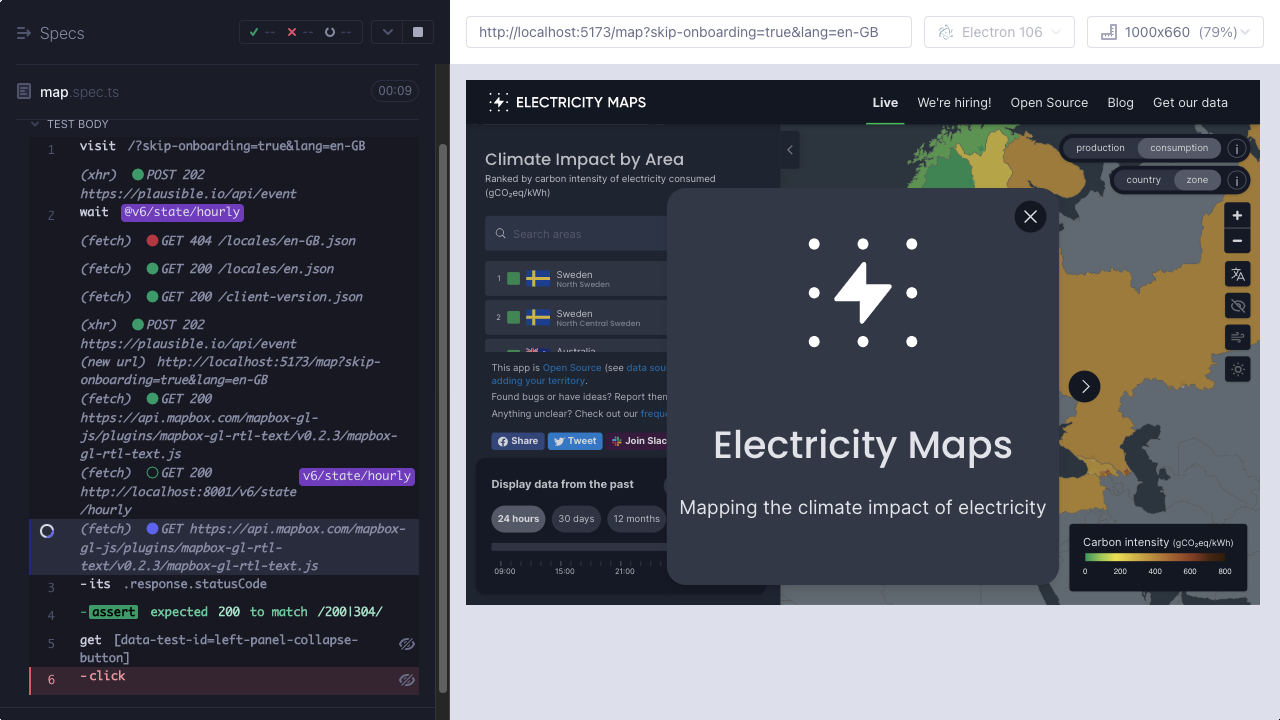 Specs
-- -- --
map.spec.ts
00:09
TEST BODY
1 visit /?skip-onboarding=true&lang=en-GB
(xhr) POST 202
https://plausible.io/api/event
2 wait @v6/state/hourly
(fetch) GET 404 /locales/en-GB.json
(fetch) GET 200 /locales/en.json
(fetch) GET 200 /client-version.json
(xhr) POST 202
https://plausible.io/api/event
(new url) http://localhost:5173/map?skip-
onboarding=true&lang=en-GB
(fetch) GET 200
https://api.mapbox.com/mapbox-gl-
js/plugins/mapbox-gl-rtl-text/v0.2.3/mapbox-
gl-rtl-text.js
(fetch) GET 200 v6/state/hourly
http://localhost:8001/v6/state
/hourly
(fetch) GET https://api.mapbox.com/mapbox-
gl-js/plugins/mapbox-gl-rtl-
text/v0.2.3/mapbox-gl-rtl-text.js
3 -its .response.statusCode
4 -assert expected 200 to match /200|304/
5 get [data-test-id=left-panel-collapse-
button]
6 -click
http://localhost:5173/map?skip-onboarding=true&lang=en-GB
Electron 106
1000x660 (79%)
ELECTRICITY MAPS
Live We're hiring! Open Source Blog Get our data
Climate Impact by Area
Ranked by carbon intensity of electricity consumed
(gCO₂eq/kWh)
Search areas
1 Sweden
North Sweden
2 Sweden
North Central Sweden
Australia
This app is Open Source (see data
adding your territory.
Found bugs or have ideas? Report
Anything unclear? Check out our
Share Tweet Join
Display data from the past
24 hours 30 days 12 months
09:00 15:00 21:00
production consumption i
country zone i
+
-
Electricity Maps
Mapping the climate impact of electricity
Carbon intensity (gCO₂eq/kWh)
0 200 400 600 800